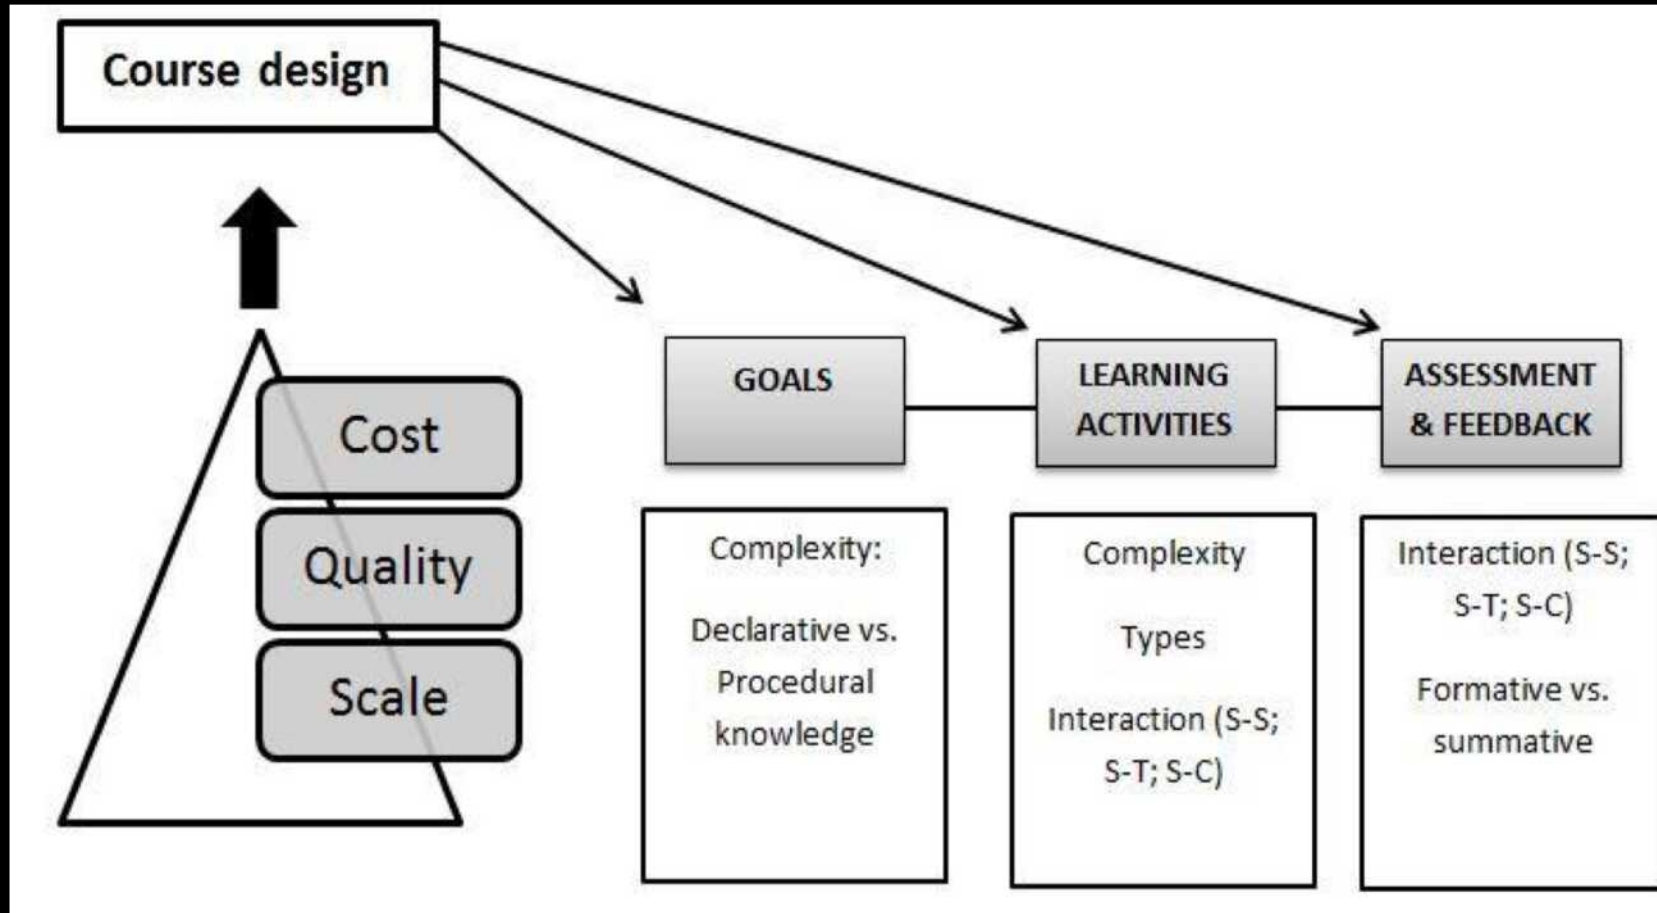 Course design
Cost
Quality
Scale
GOALS
LEARNING
ACTIVITIES
ASSESSMENT
& FEEDBACK
Complexity:
Declarative vs.
Procedural
knowledge
Complexity
Types
Interaction (S-S;
S-T; S-C)
Interaction (S-S;
S-T; S-C)
Formative vs.
summative